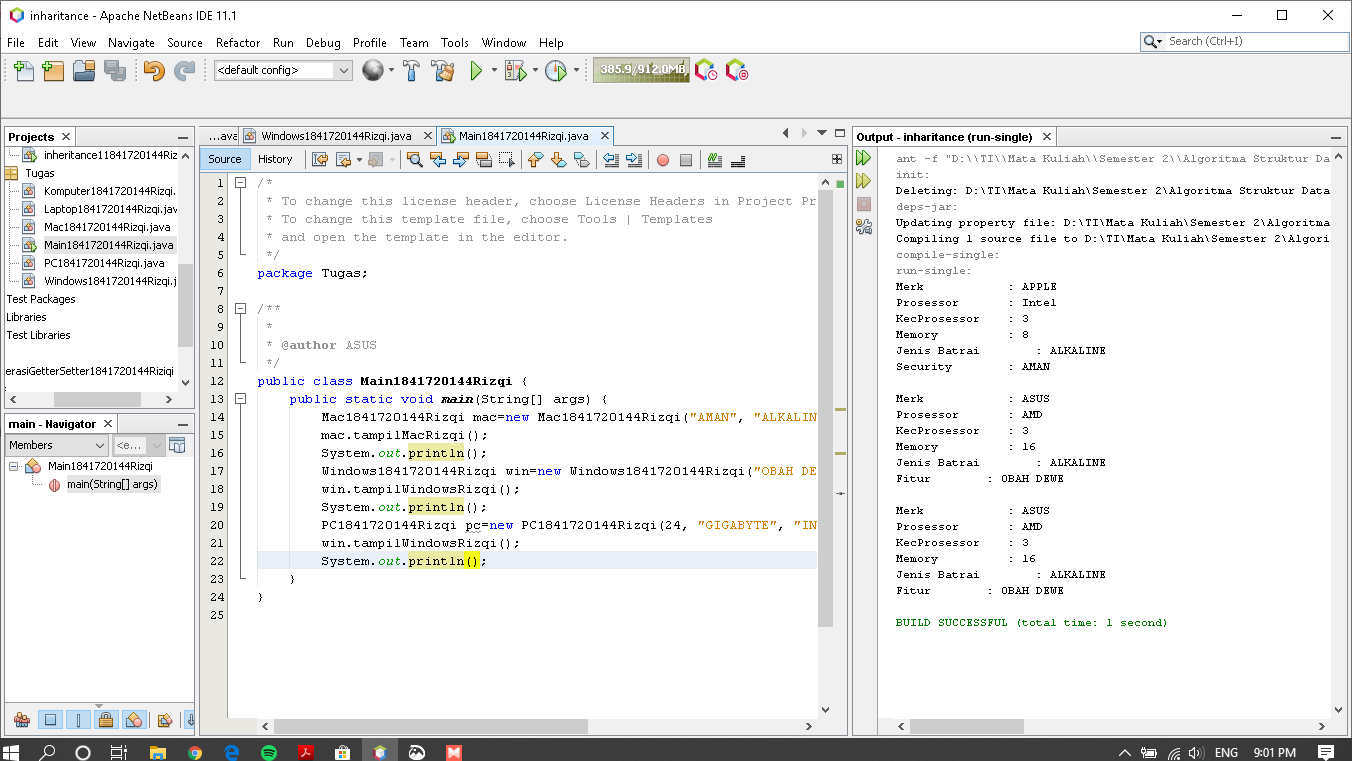 inharitance - Apache NetBeans IDE 11.1
File Edit View Navigate Source Refactor Run Debug Profile Team Tools Window Help
Search (Ctrl+I)
<default config>
385.9/912.0MB
Projects
inheritance11841720144Riz
Tugas
Komputer1841720144Rizqi.
Laptop1841720144Rizqi.jav
Mac1841720144Rizqi.java
Main1841720144Rizqi.java
PC1841720144Rizqi.java
Windows1841720144Rizqi.j
Test Packages
Libraries
Test Libraries
erasiGetterSetter1841720144Riziqi
main - Navigator
Members
<e...
Main1841720144Rizqi
main(String[] args)
...ava
Windows1841720144Rizqi.java
Main1841720144Rizqi.java
Source History
1 /*
2 * To change this license header, choose License Headers in Project Pr
3 * To change this template file, choose Tools | Templates
4 * and open the template in the editor.
5 */
6 package Tugas;
7
8 /**
9 *
10 * @author ASUS
11 */
12 public class Main1841720144Rizqi {
13 public static void main(String[] args) {
14 Mac1841720144Rizqi mac=new Mac1841720144Rizqi("AMAN", "ALKALIN
15 mac.tampilMacRizqi();
16 System.out.println();
17 Windows1841720144Rizqi win=new Windows1841720144Rizqi("OBAH DE
18 win.tampilWindowsRizqi();
19 System.out.println();
20 PC1841720144Rizqi pc=new PC1841720144Rizqi(24, "GIGABYTE", "IN
21 win.tampilWindowsRizqi();
22 System.out.println();
23 }
24 }
25
Output - inharitance (run-single)
ant -f "D:\\TI\\Mata Kuliah\\Semester 2\\Algoritma Struktur Da
init:
Deleting: D:\TI\Mata Kuliah\Semester 2\Algoritma Struktur Data
deps-jar:
Updating property file: D:\TI\Mata Kuliah\Semester 2\Algoritma
Compiling 1 source file to D:\TI\Mata Kuliah\Semester 2\Algori
compile-single:
run-single:
Merk : APPLE
Prosessor : Intel
KecProsessor : 3
Memory : 8
Jenis Batrai : ALKALINE
Security : AMAN
Merk : ASUS
Prosessor : AMD
KecProsessor : 3
Memory : 16
Jenis Batrai : ALKALINE
Fitur : OBAH DEWE
Merk : ASUS
Prosessor : AMD
KecProsessor : 3
Memory : 16
Jenis Batrai : ALKALINE
Fitur : OBAH DEWE
BUILD SUCCESSFUL (total time: 1 second)
ENG 9:01 PM